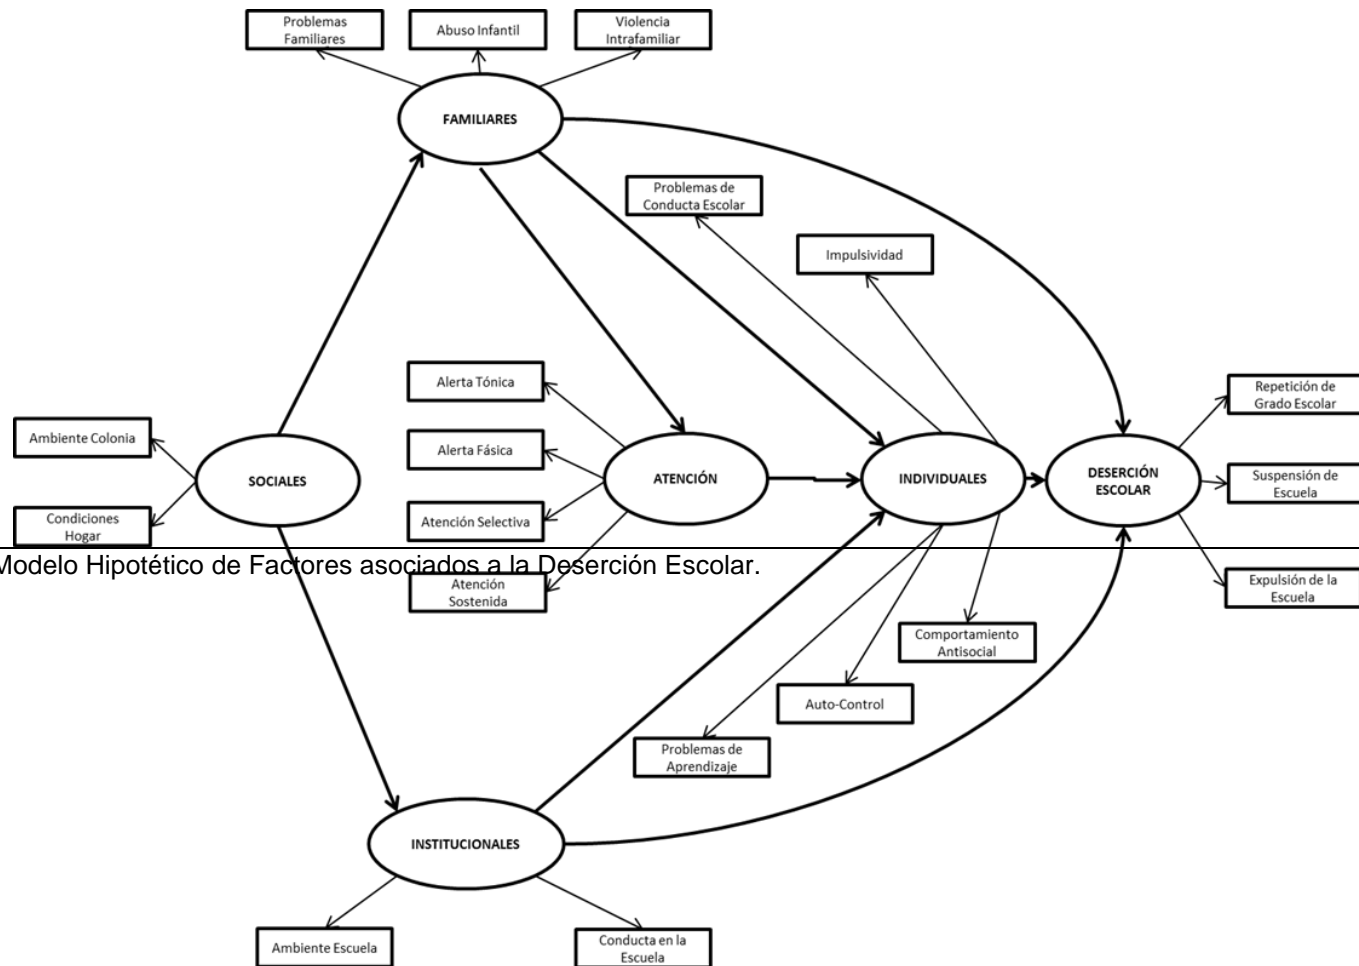 Problemas
Familiares
Abuso Infantil
Violencia
Intrafamiliar
FAMILIARES
Problemas de
Conducta Escolar
Impulsividad
Alerta Tónica
Alerta Fásica
Atención Selectiva
Atención
Sostenida
Ambiente Colonia
Condiciones
Hogar
SOCIALES
ATENCIÓN
INDIVIDUALES
DESERCIÓN
ESCOLAR
Repetición de
Grado Escolar
Suspensión de
Escuela
Expulsión de la
Escuela
Modelo Hipotético de Factores asociados a la Deserción Escolar.
Comportamiento
Antisocial
Auto-Control
Problemas de
Aprendizaje
INSTITUCIONALES
Ambiente Escuela
Conducta en la
Escuela